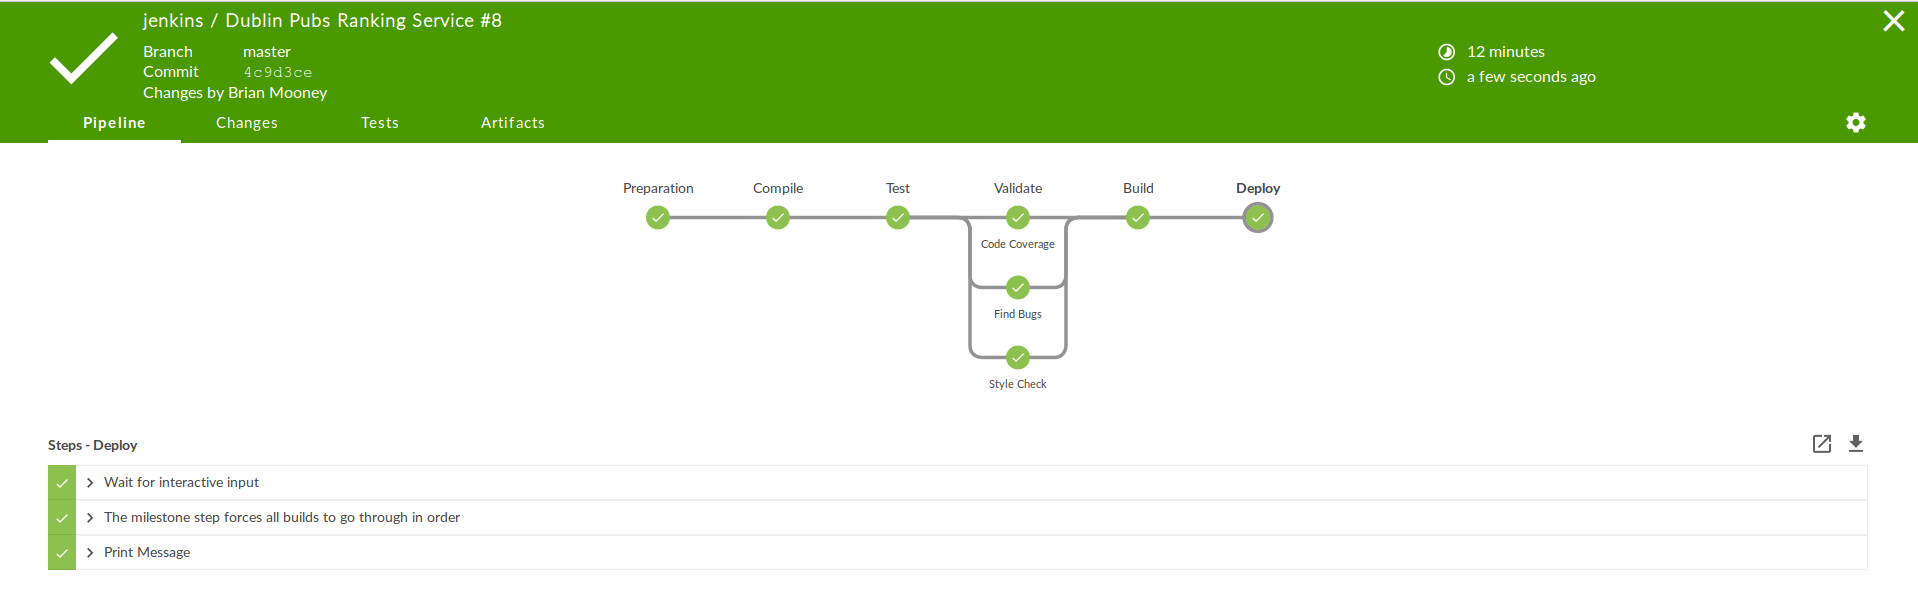 jenkins / Dublin Pubs Ranking Service #8
Branch master
Commit 4c9d3ce
Changes by Brian Mooney
12 minutes
a few seconds ago
Pipeline Changes Tests Artifacts
Preparation Compile Test Validate Build Deploy
Code Coverage
Find Bugs
Style Check
Steps - Deploy
Wait for interactive input
The milestone step forces all builds to go through in order
Print Message